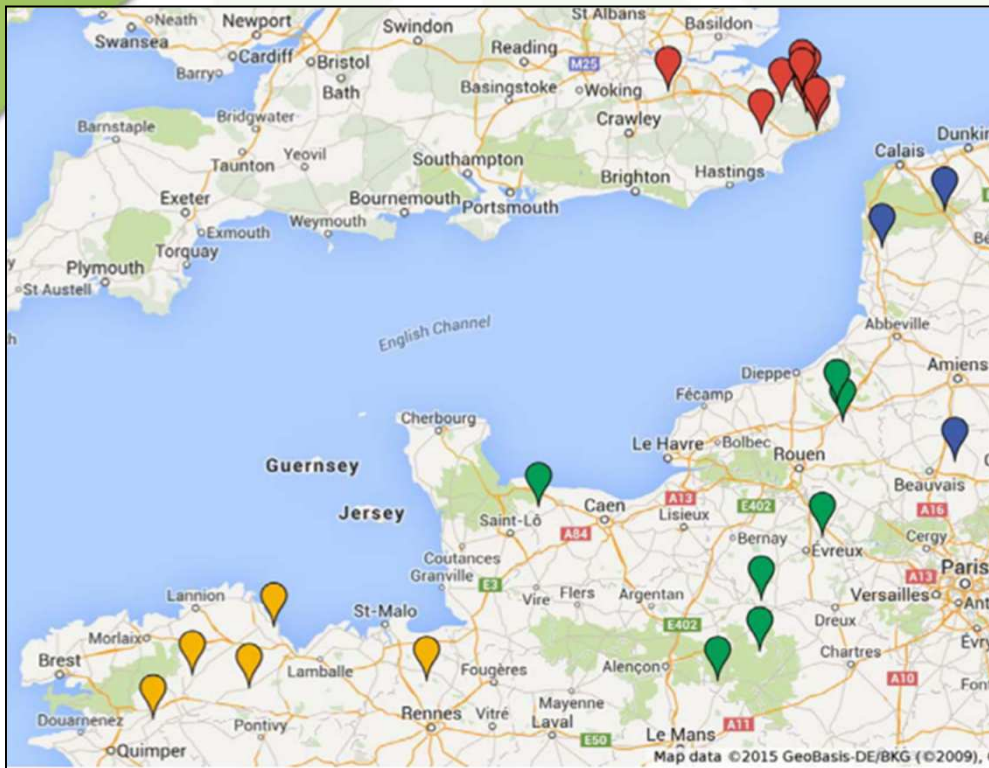 St Albans
Neath
Newport
Swindon
Basildon
Swansea
Cardiff
Bristol
Reading
M25
Barry
Bath
Basingstoke
Woking
Barnstaple
Bridgwater
Crawley
Taunton
Yeovil
Southampton
Dunkir
Calais
Exeter
Brighton
Hastings
Bournemouth
Portsmouth
Exmouth
Weymouth
Torquay
Plymouth
St Austell
Bé
English Channel
Abbeville
Dieppe
Amiens
Fécamp
Cherbourg
Le Havre
Bolbec
Rouen
Guernsey
Beauvais
A13
E402
Jersey
Saint-Lô
Caen
Lisieux
A16
A84
Bernay
Évreux
Cergy
Coutances
Granville
E3
Paris
A13
Lannion
St-Malo
Vire
Flers
Argentan
Versailles
Ant
Dreux
Morlaix
E402
Évry
Brest
Lamballe
Fougères
Alençon
Chartres
A10
Font
Douarnenez
Pontivy
Rennes
Vitré
Mayenne
Laval
A11
Quimper
E50
Le Mans
Map data ©2015 GeoBasis-DE/BKG (©2009),